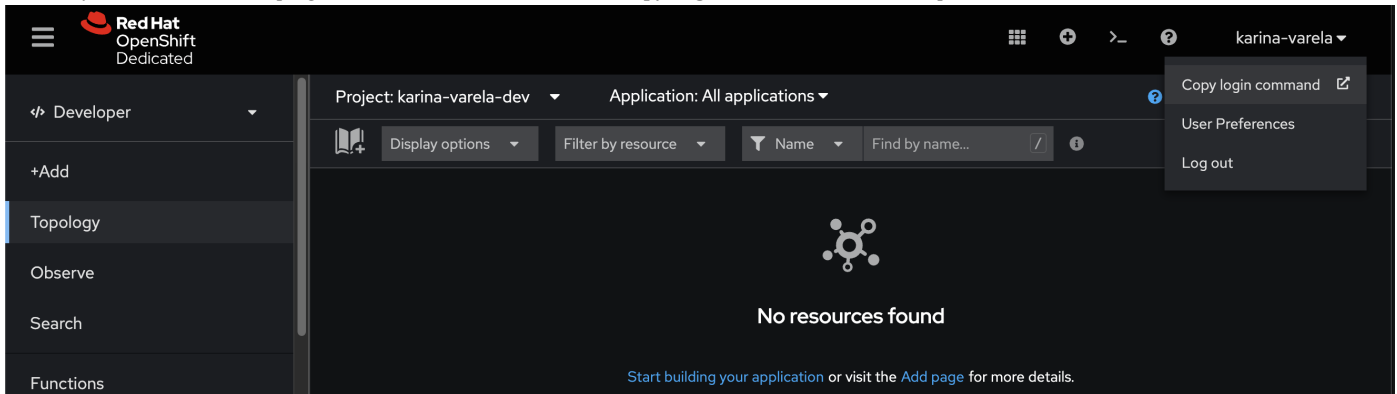 Red Hat
OpenShift
Dedicated
karina-varela
Copy login command
User Preferences
Log out
Developer
+Add
Topology
Observe
Search
Functions
Project: karina-varela-dev
Application: All applications
Display options
Filter by resource
Name
Find by name...
/
No resources found
Start building your application or visit the Add page for more details.